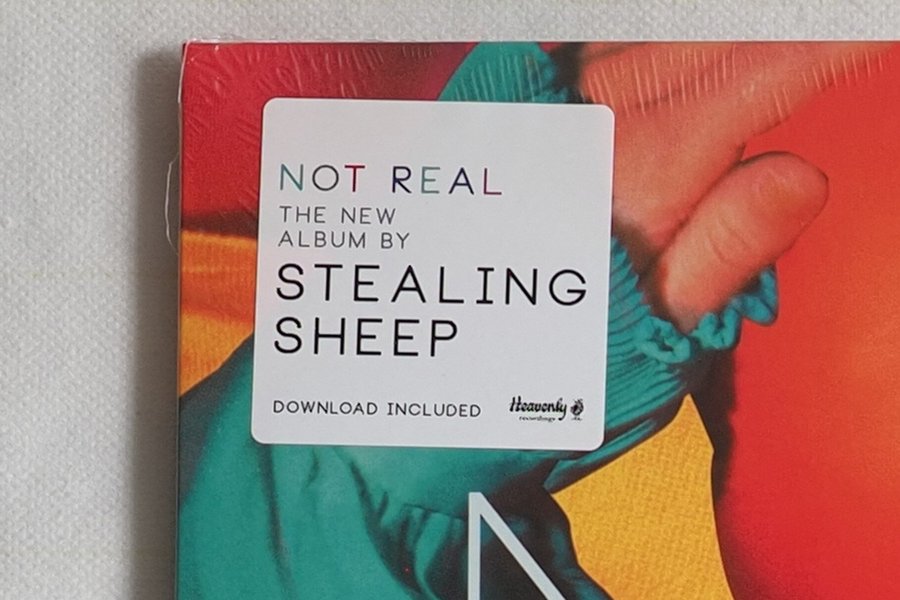 NOT REAL
THE NEW
ALBUM BY
STEALING
SHEEP
DOWNLOAD INCLUDED
Heavenly
recordings
N